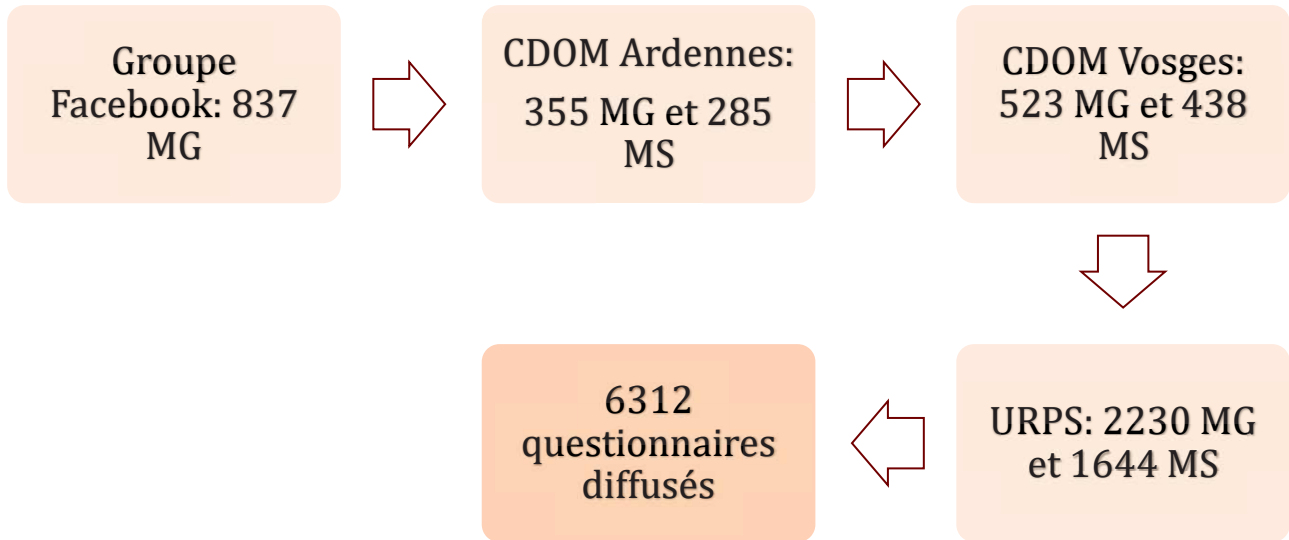 Groupe
Facebook: 837
MG
CDOM Ardennes:
355 MG et 285
MS
CDOM Vosges:
523 MG et 438
MS
URPS: 2230 MG
et 1644 MS
6312
questionnaires
diffusés